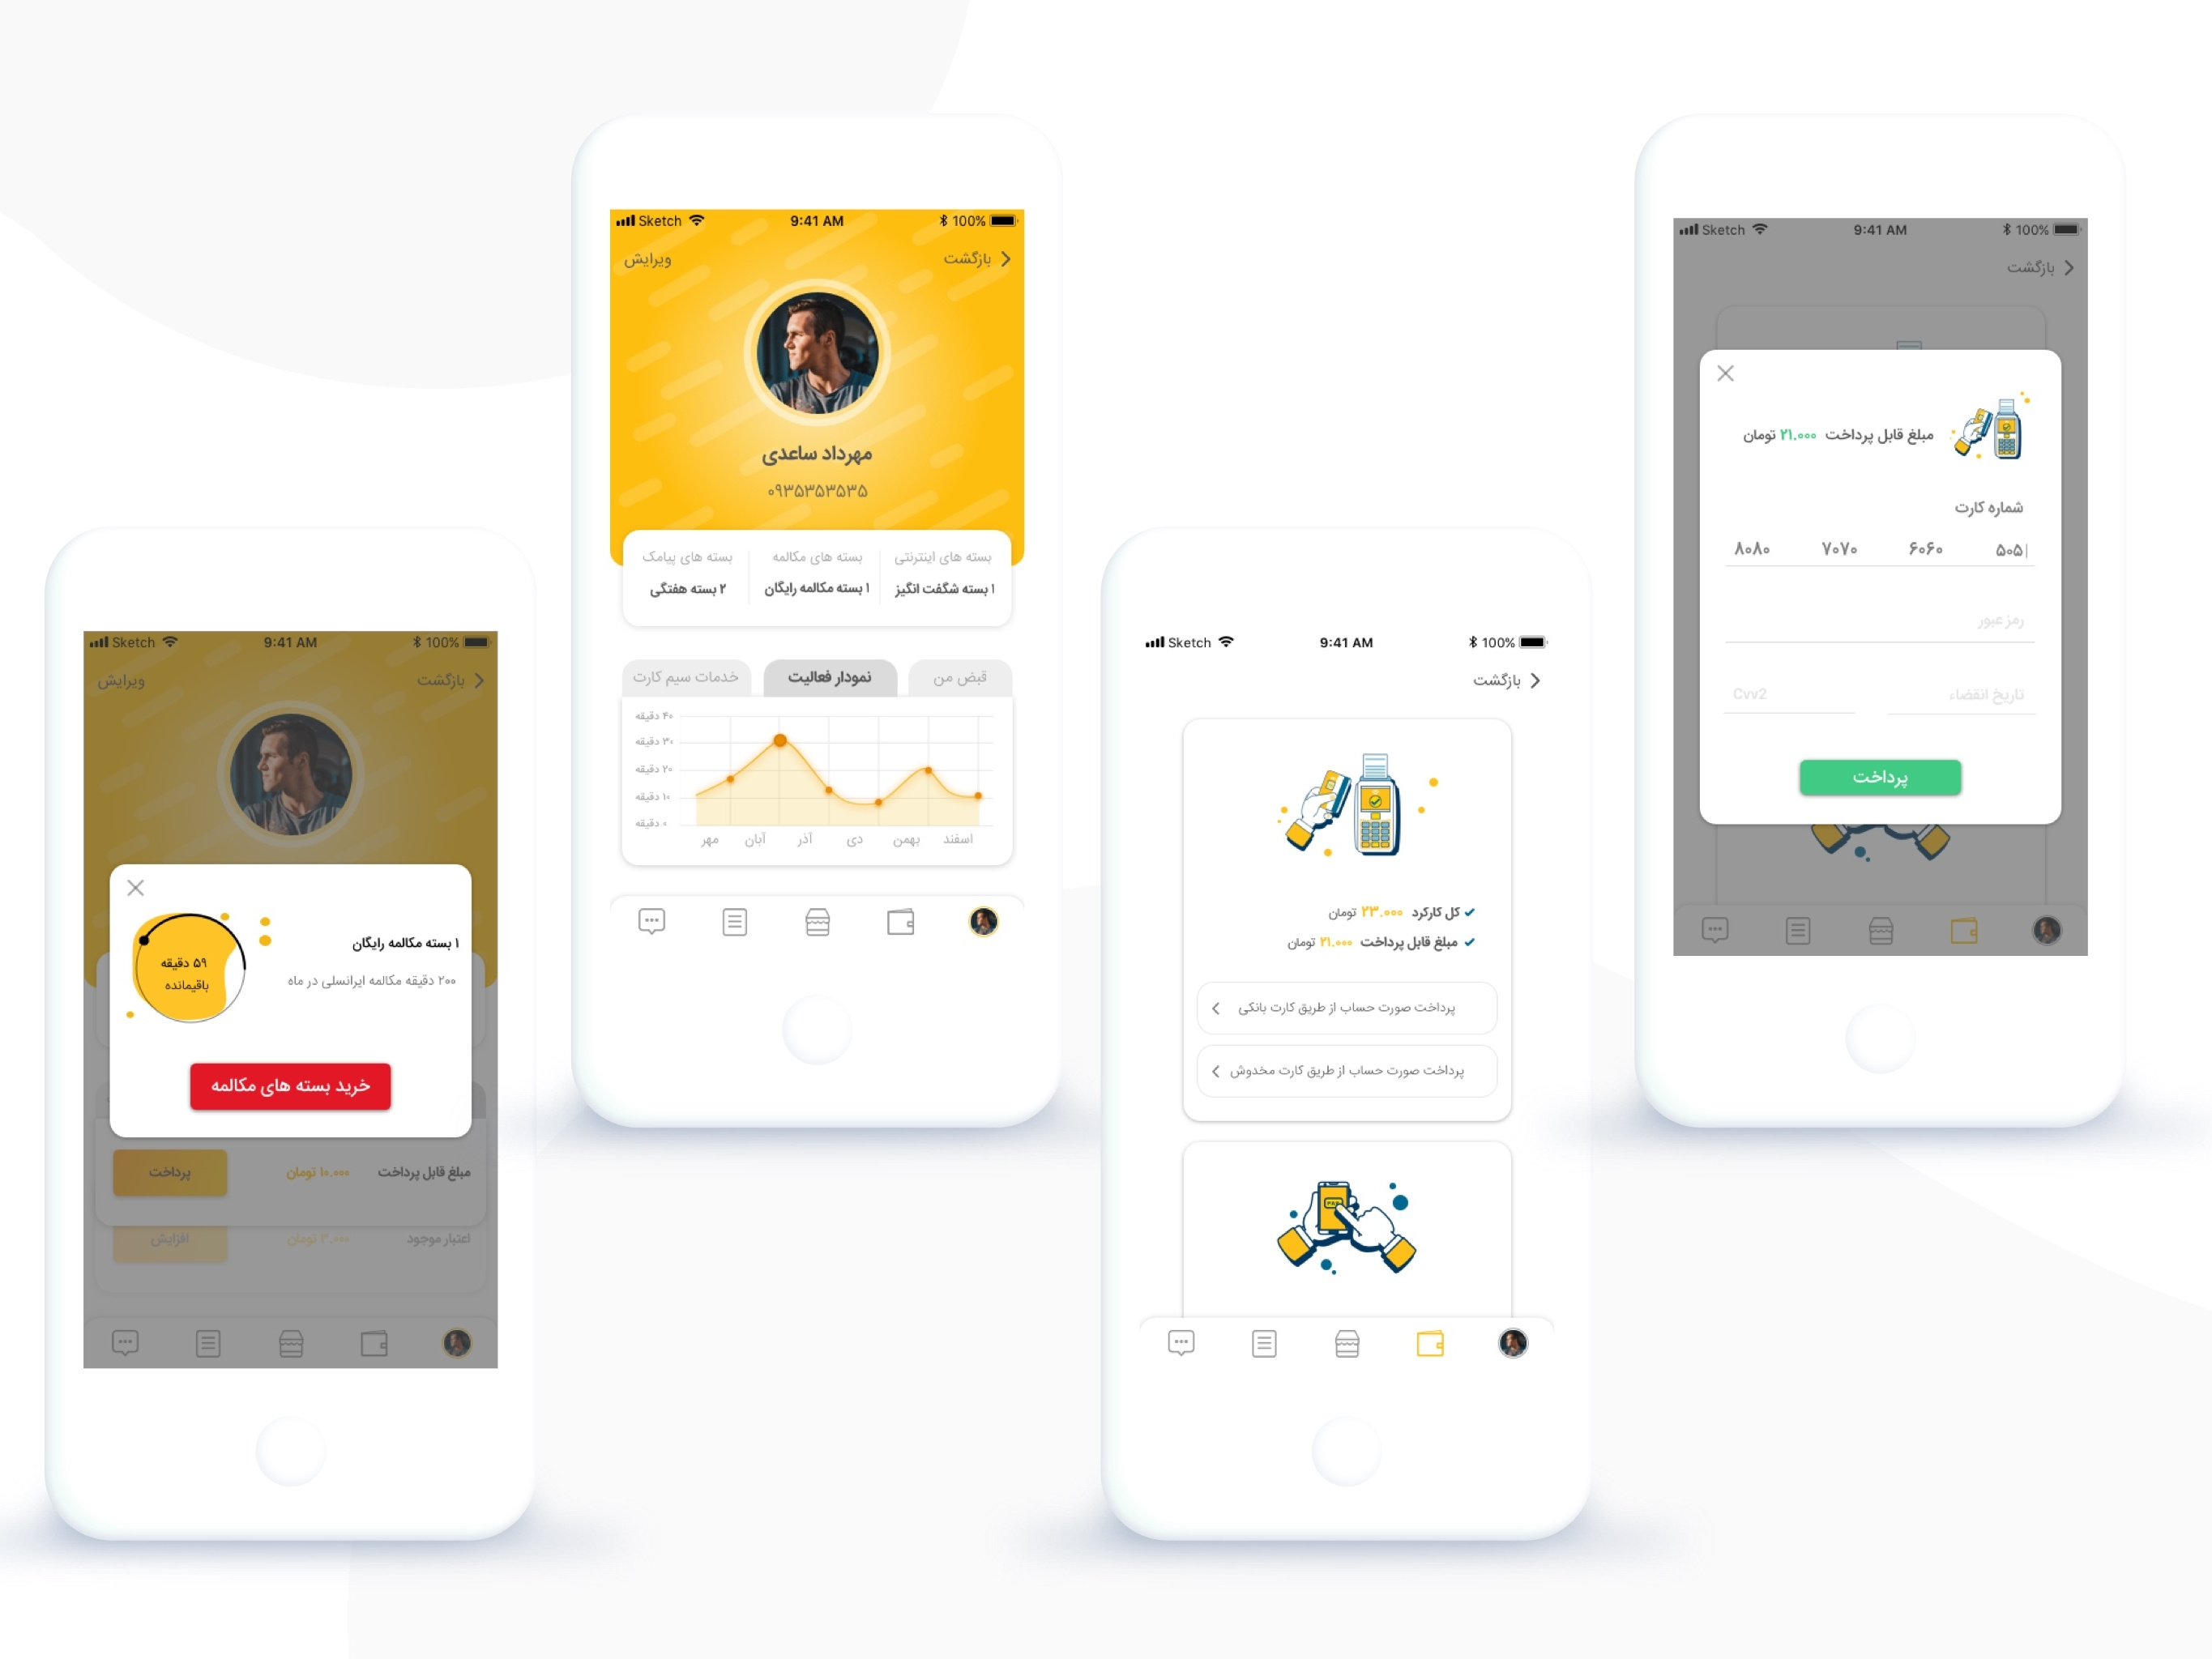 Sketch 9:41 AM 100%
بازگشت ویرایش
۱ بسته مکالمه رایگان
۲۰۰ دقیقه مکالمه ایرانسلی در ماه
۵۹ دقیقه
باقیمانده
خرید بسته های مکالمه
مبلغ قابل پرداخت ۱۰.۰۰۰ تومان پرداخت
اعتبار موجود ۳.۰۰۰ تومان افزایش
Sketch 9:41 AM 100%
بازگشت ویرایش
مهرداد ساعدی
۰۹۳۵۳۵۳۵۳۵
بسته های اینترنتی بسته های مکالمه بسته های پیامک
۱ بسته شگفت انگیز ۱ بسته مکالمه رایگان ۲ بسته هفتگی
قبض من نمودار فعالیت خدمات سیم کارت
۴۰ دقیقه
۳۰ دقیقه
۲۰ دقیقه
۱۰ دقیقه
۰ دقیقه
مهر آبان آذر دی بهمن اسفند
Sketch 9:41 AM 100%
بازگشت
کل کارکرد ۲۳.۰۰۰ تومان
مبلغ قابل پرداخت ۲۱.۰۰۰ تومان
پرداخت صورت حساب از طریق کارت بانکی
پرداخت صورت حساب از طریق کارت مخدوش
Sketch 9:41 AM 100%
بازگشت
مبلغ قابل پرداخت ۲۱.۰۰۰ تومان
شماره کارت
۸۰۸۰ ۷۰۷۰ ۶۰۶۰ ۵۰۵
رمز عبور
تاریخ انقضاء Cvv2
پرداخت